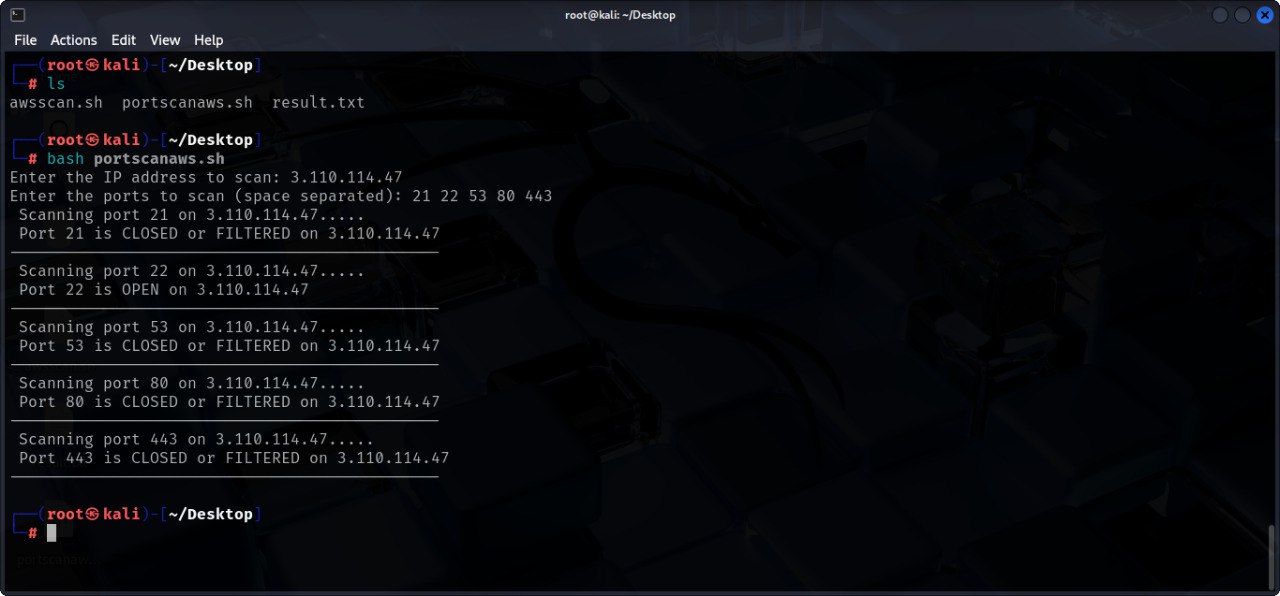 root@kali: ~/Desktop
File Actions Edit View Help
┌──(root㉿kali)-[~/Desktop]
└─# ls
awsscan.sh  portscanaws.sh  result.txt
┌──(root㉿kali)-[~/Desktop]
└─# bash portscanaws.sh
Enter the IP address to scan: 3.110.114.47
Enter the ports to scan (space separated): 21 22 53 80 443
Scanning port 21 on 3.110.114.47.....
Port 21 is CLOSED or FILTERED on 3.110.114.47
Scanning port 22 on 3.110.114.47.....
Port 22 is OPEN on 3.110.114.47
Scanning port 53 on 3.110.114.47.....
Port 53 is CLOSED or FILTERED on 3.110.114.47
Scanning port 80 on 3.110.114.47.....
Port 80 is CLOSED or FILTERED on 3.110.114.47
Scanning port 443 on 3.110.114.47.....
Port 443 is CLOSED or FILTERED on 3.110.114.47
┌──(root㉿kali)-[~/Desktop]
└─#
portscanaw...